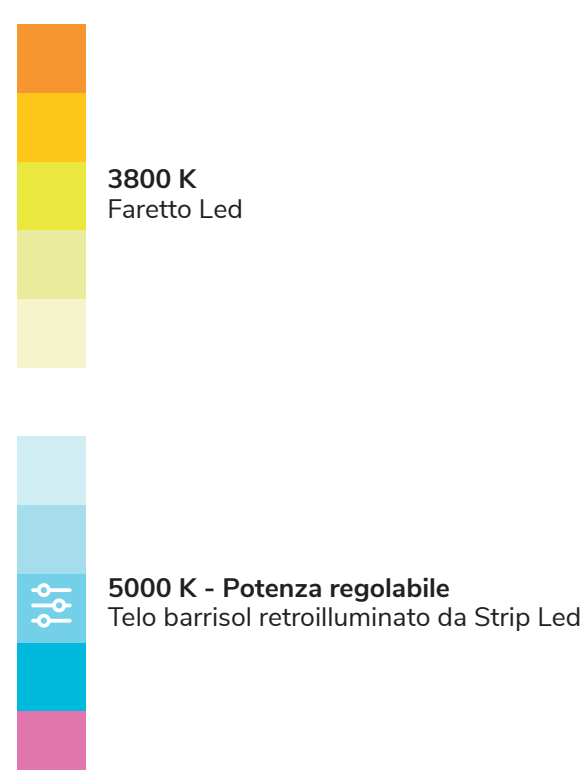 3800 K
Faretto Led
5000 K - Potenza regolabile
Telo barrisol retroilluminato da Strip Led